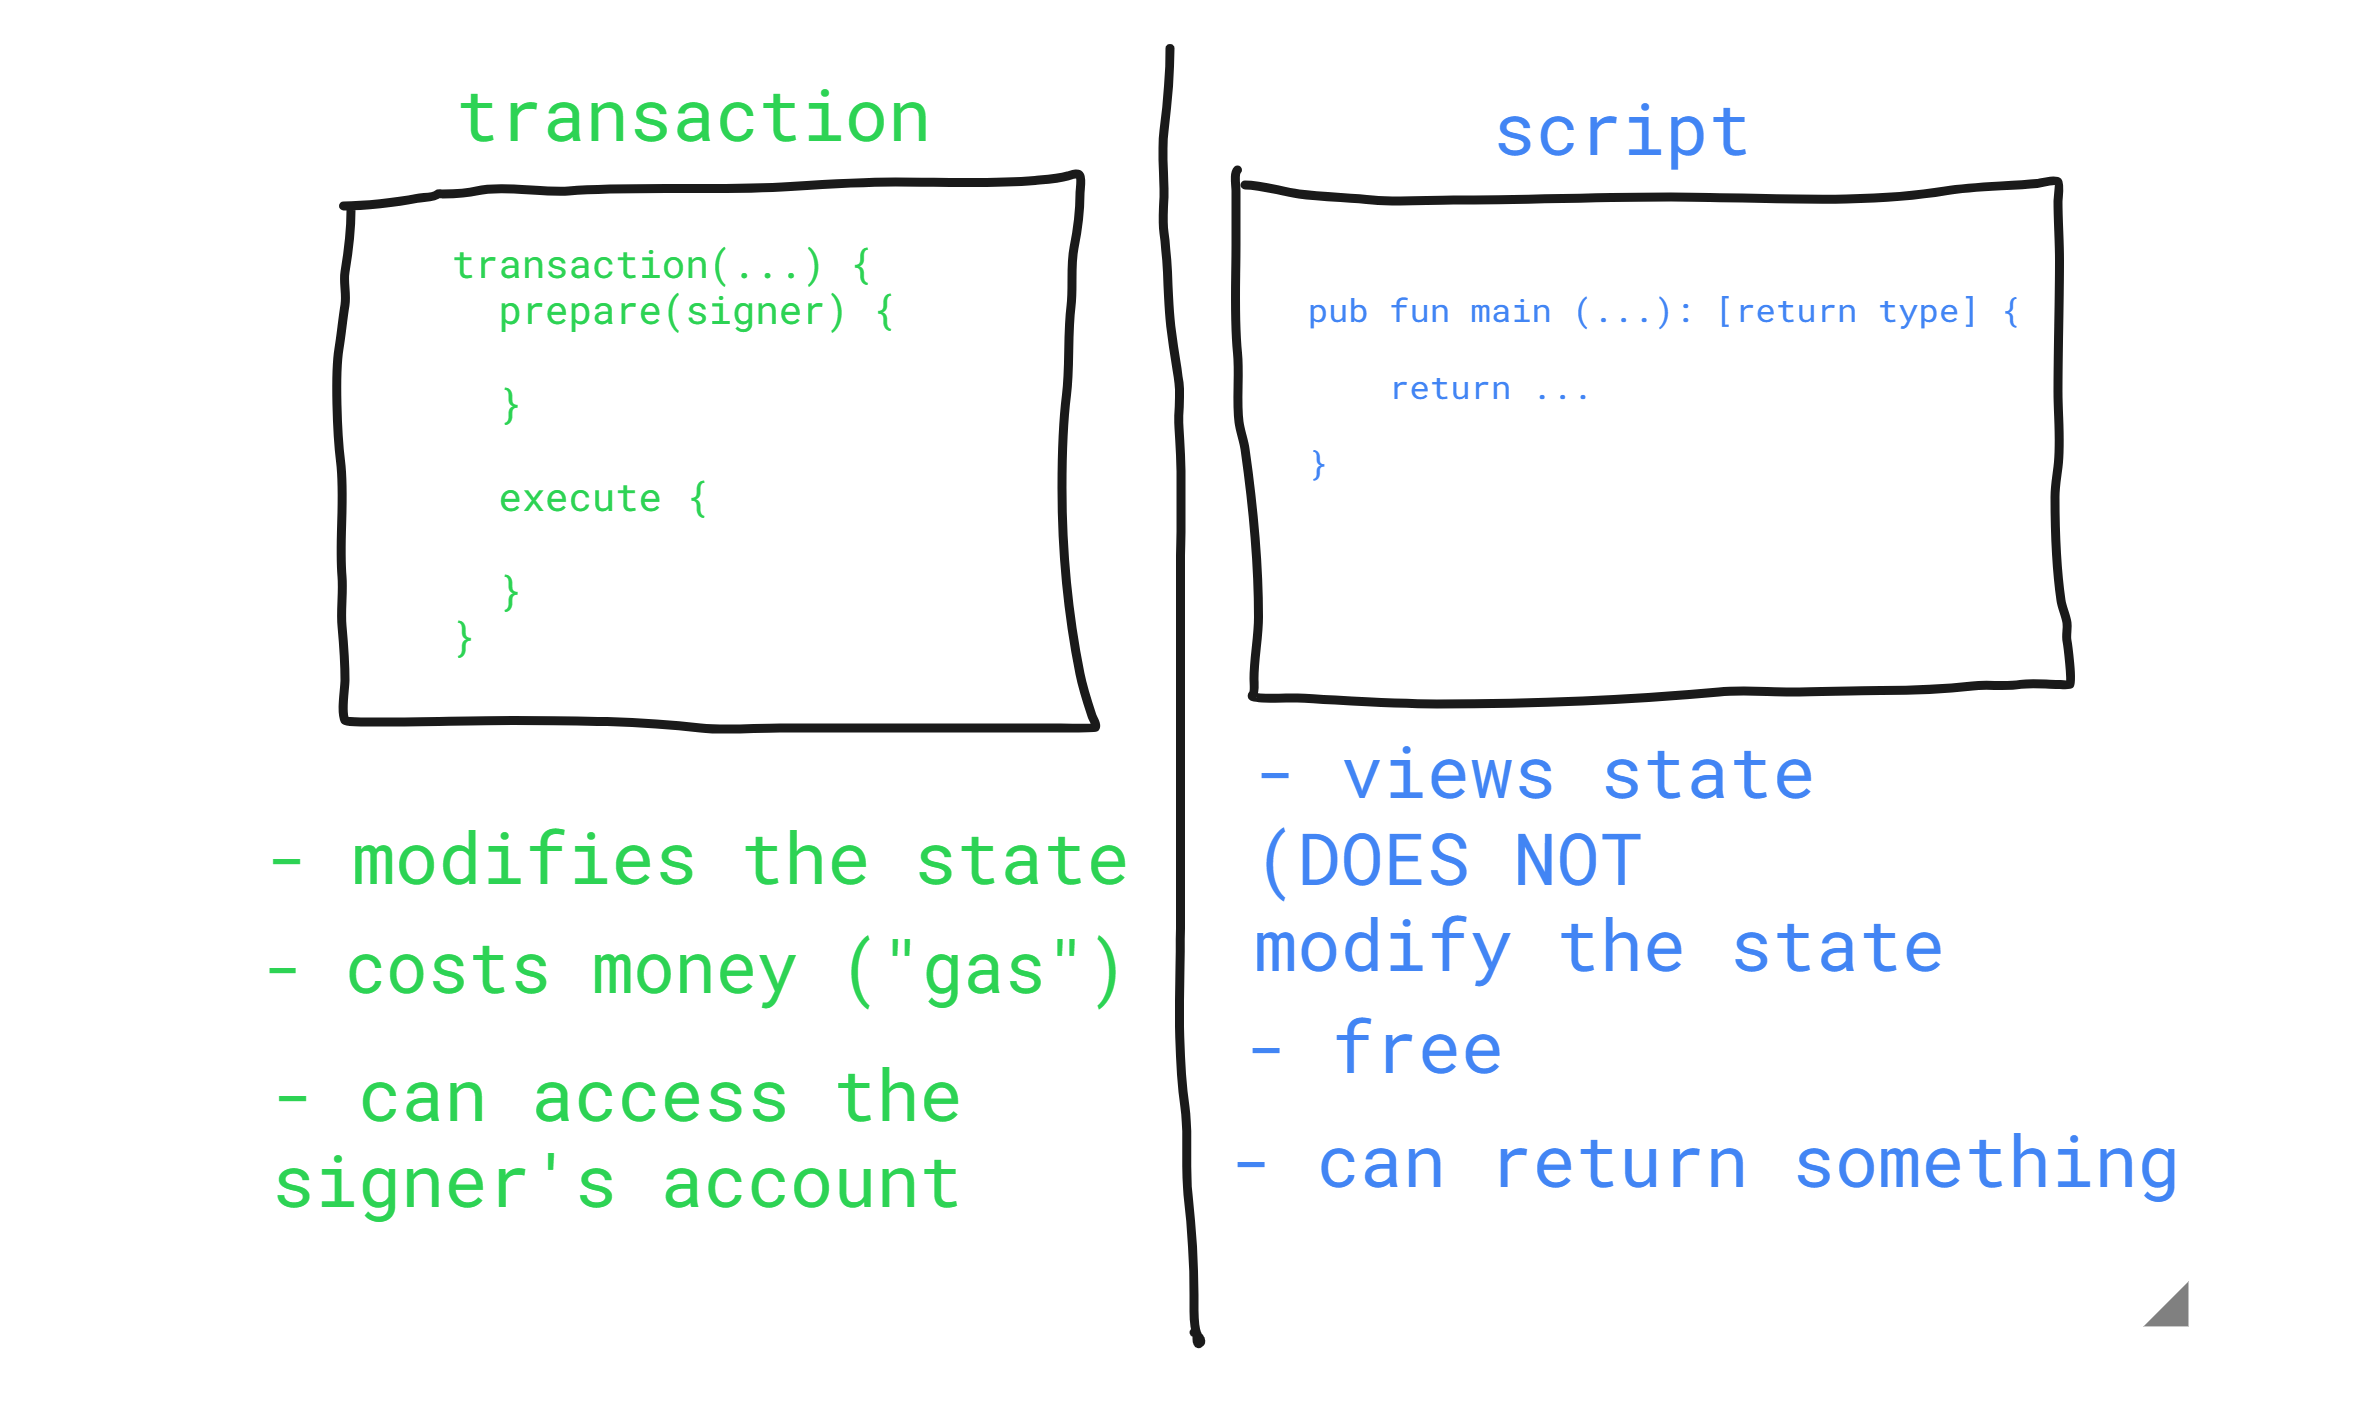 transaction
transaction(...) {
prepare(signer) {
}
execute {
}
}
- modifies the state
- costs money ("gas")
- can access the
signer's account
script
pub fun main (...): [return type] {
return ...
}
- views state
(DOES NOT
modify the state
- free
- can return something